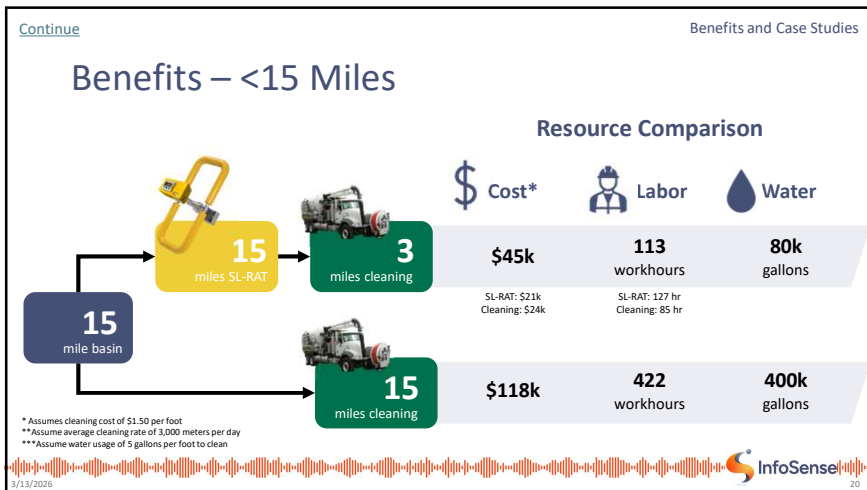 Continue
Benefits and Case Studies
Benefits – <15 Miles
Resource Comparison
Cost*
Labor
Water
15
miles SL-RAT
3
miles cleaning
$45k
113
workhours
80k
gallons
SL-RAT: $21k
Cleaning: $24k
SL-RAT: 127 hr
Cleaning: 85 hr
15
mile basin
15
miles cleaning
$118k
422
workhours
400k
gallons
* Assumes cleaning cost of $1.50 per foot
**Assume average cleaning rate of 3,000 meters per day
***Assume water usage of 5 gallons per foot to clean
InfoSense
3/13/2026
20